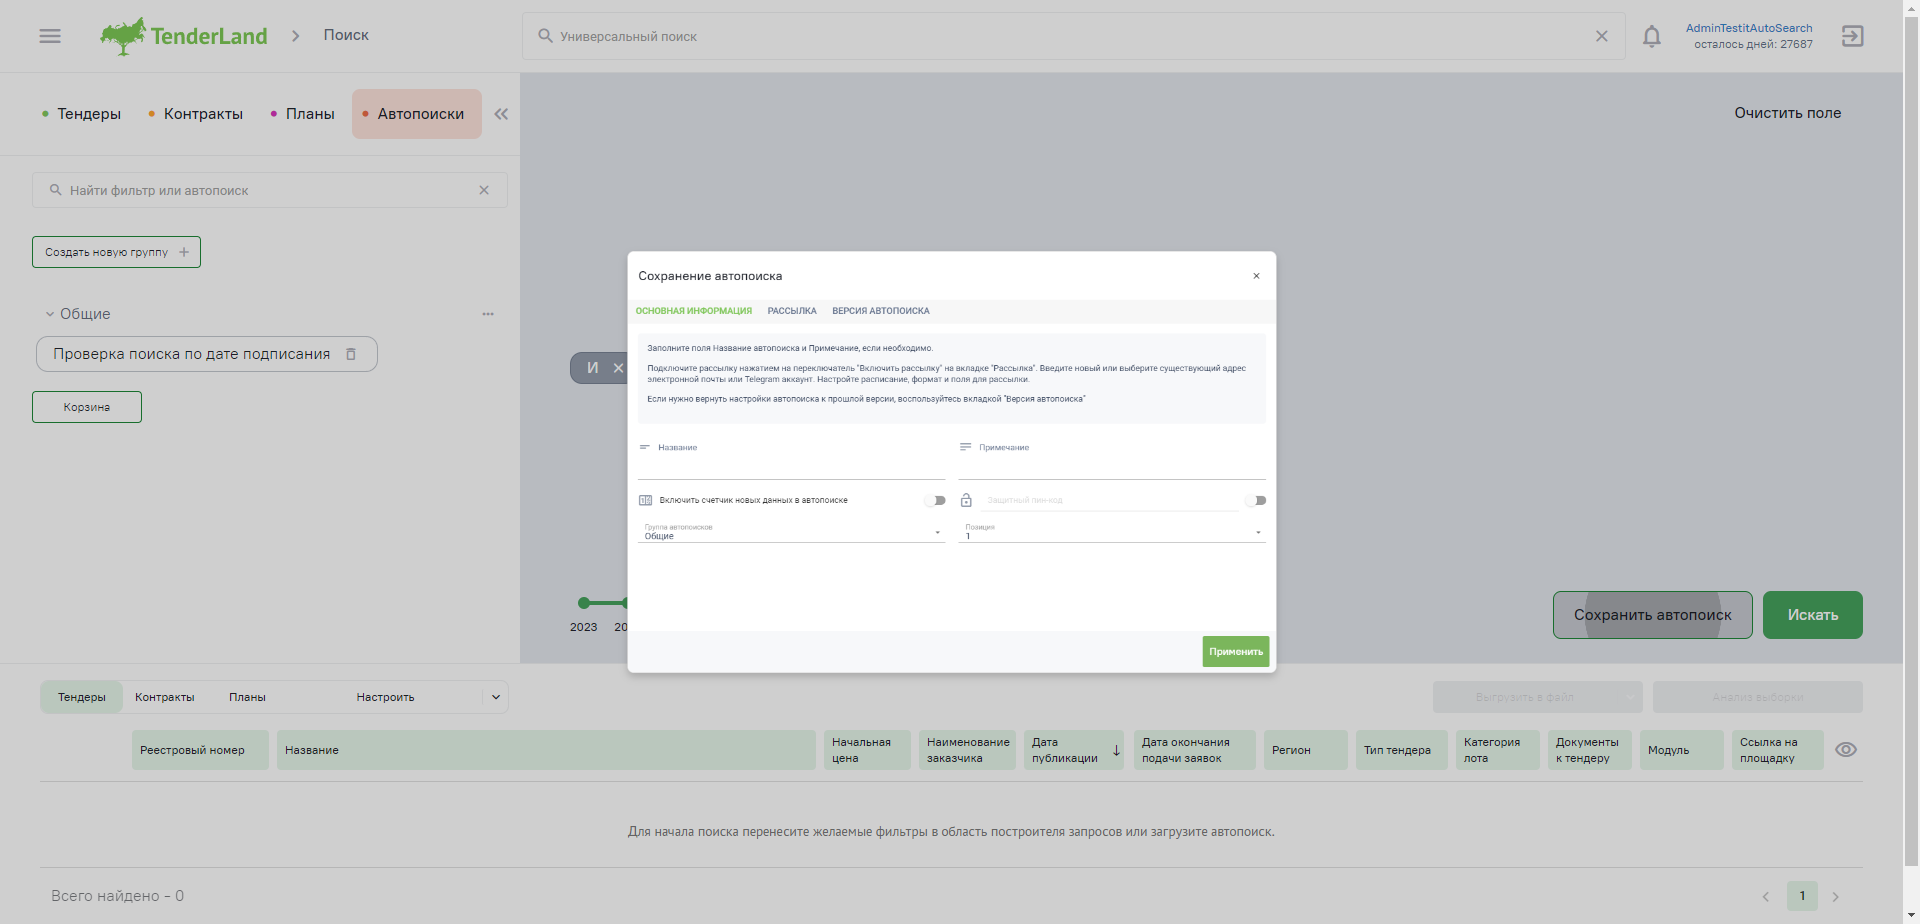 TenderLand
Поиск
Универсальный поиск
AdminTestitAutoSearch
осталось дней: 27687
Тендеры
Контракты
Планы
Автопоиски
Очистить поле
Найти фильтр или автопоиск
Создать новую группу
Общие
Проверка поиска по дате подписания
Корзина
И
Сохранение автопоиска
ОСНОВНАЯ ИНФОРМАЦИЯ
РАССЫЛКА
ВЕРСИЯ АВТОПОИСКА
Заполните поля Название автопоиска и Примечание, если необходимо.
Подключите рассылку нажатием на переключатель "Включить рассылку" на вкладке "Рассылка". Введите новый или выберите существующий адрес
электронной почты или Telegram аккаунт. Настройте расписание, формат и поля для рассылки.
Если нужно вернуть настройки автопоиска к прошлой версии, воспользуйтесь вкладкой "Версия автопоиска"
Название
Примечание
Включить счетчик новых данных в автопоиске
Защитный пин-код
Группа автопоисков
Общие
Позиция
1
Применить
2023
20
Сохранить автопоиск
Искать
Тендеры
Контракты
Планы
Настроить
Выгрузить в файл
Анализ выборки
Реестровый номер
Название
Начальная
цена
Наименование
заказчика
Дата
публикации
Дата окончания
подачи заявок
Регион
Тип тендера
Категория
лота
Документы
к тендеру
Модуль
Ссылка на
площадку
Для начала поиска перенесите желаемые фильтры в область построителя запросов или загрузите автопоиск.
Всего найдено - 0
1